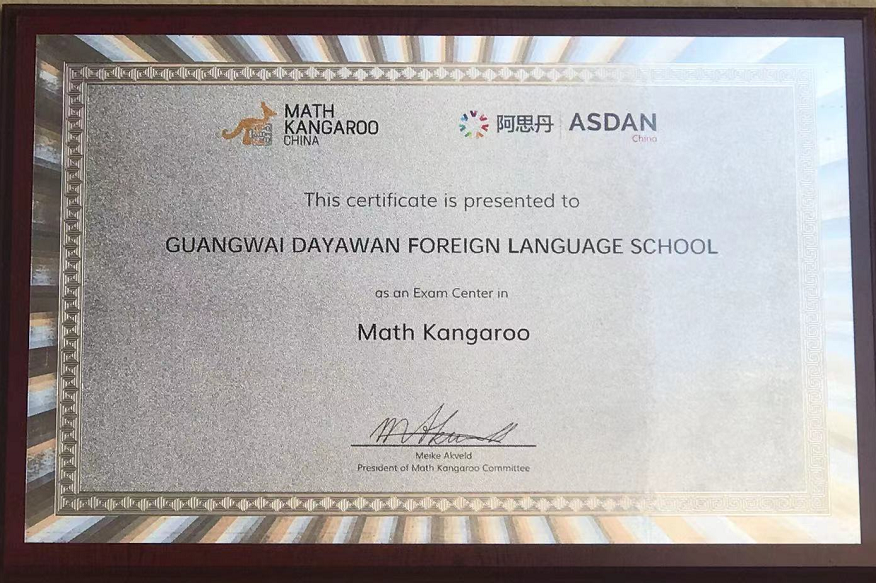 MATH
KANGAROO
CHINA
阿思丹 ASDAN
China
This certificate is presented to
GUANGWAI DAYAWAN FOREIGN LANGUAGE SCHOOL
as an Exam Center in
Math Kangaroo
Meike Akveld
President of Math Kangaroo Committee